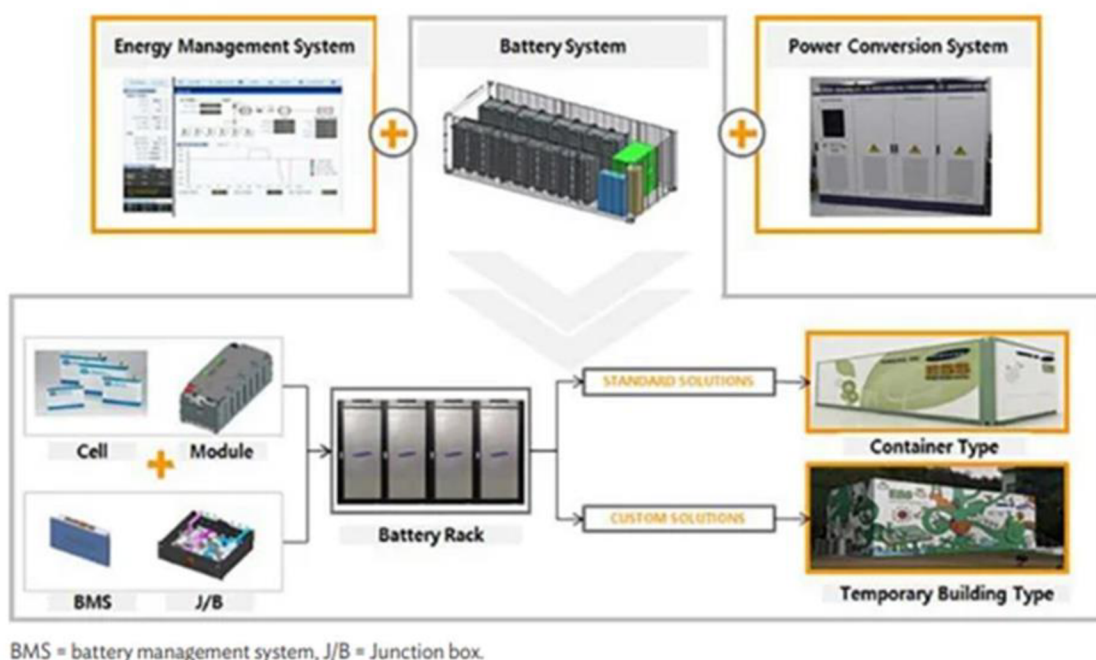 Energy Management System
Battery System
Power Conversion System
STANDARD SOLUTIONS
Cell
Module
Container Type
Battery Rack
CUSTOM SOLUTIONS
BMS
J/B
Temporary Building Type
BMS = battery management system, J/B = Junction box.